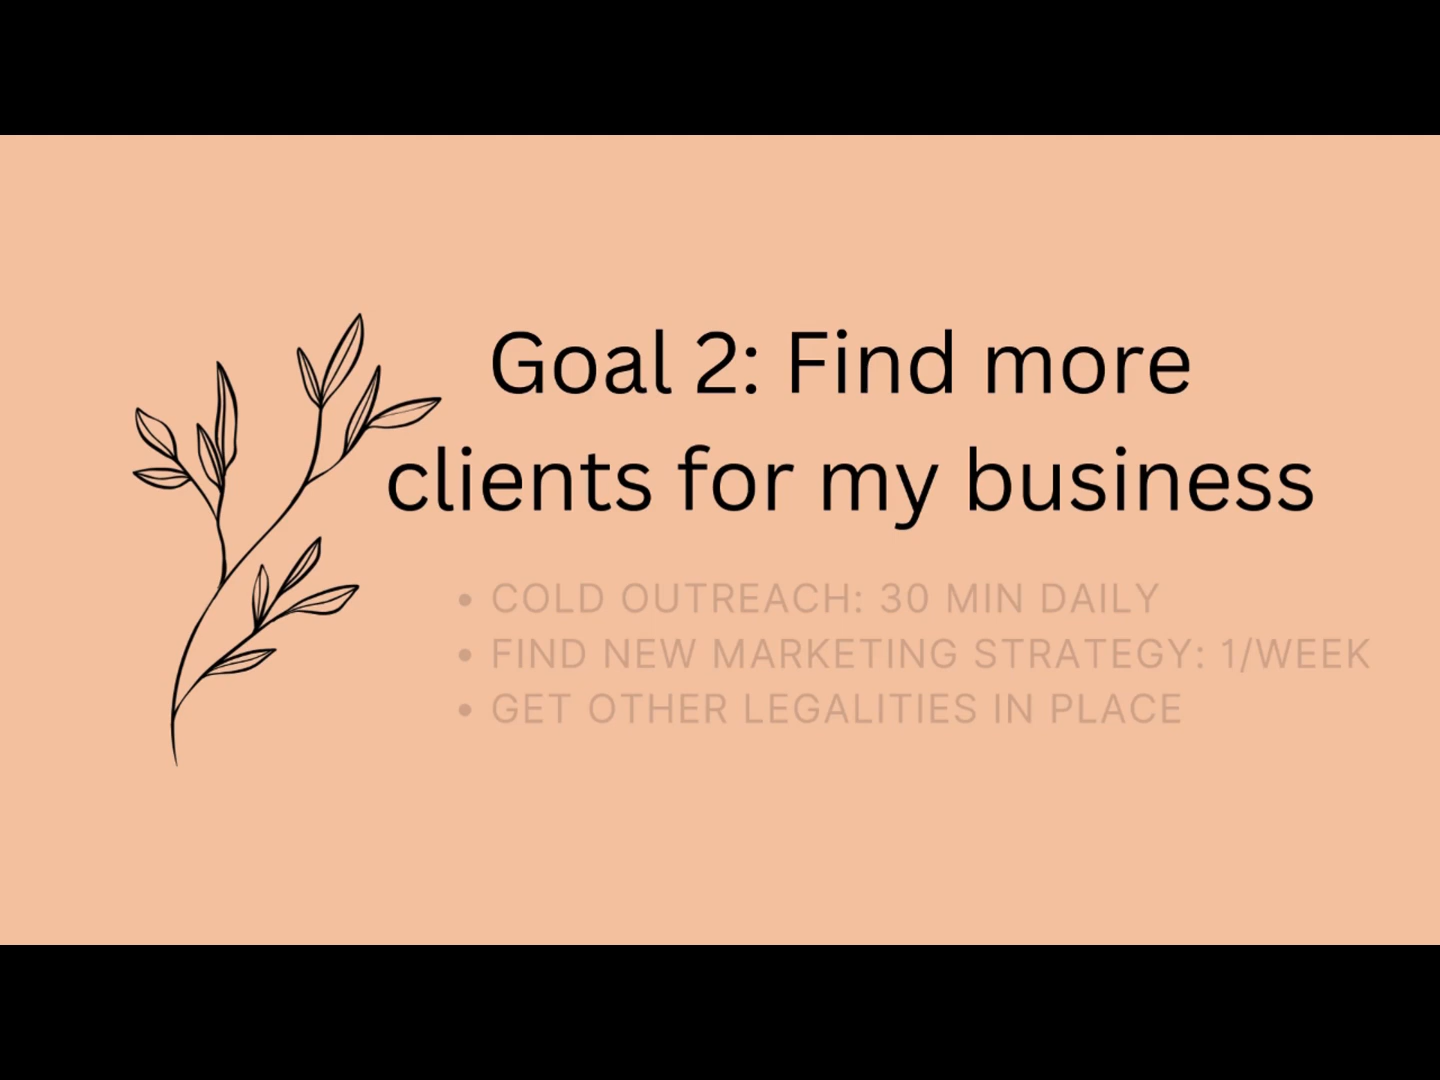 Goal 2: Find more
clients for my business
• COLD OUTREACH: 30 MIN DAILY
• FIND NEW MARKETING STRATEGY: 1/WEEK
• GET OTHER LEGALITIES IN PLACE